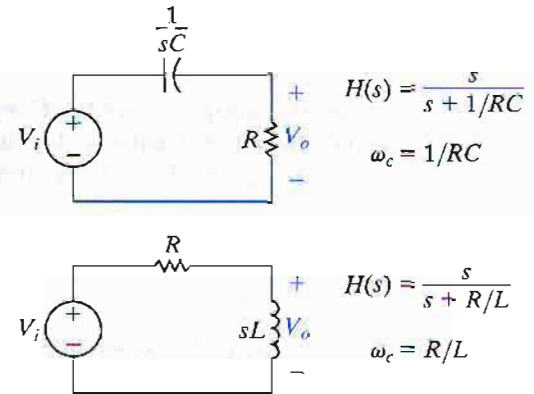 1/sC
+
V_i
−
R
+
V_o
−
H(s) = s/(s + 1/RC)
ω_c = 1/RC
R
+
V_i
−
sL
+
V_o
−
H(s) = s/(s + R/L)
ω_c = R/L